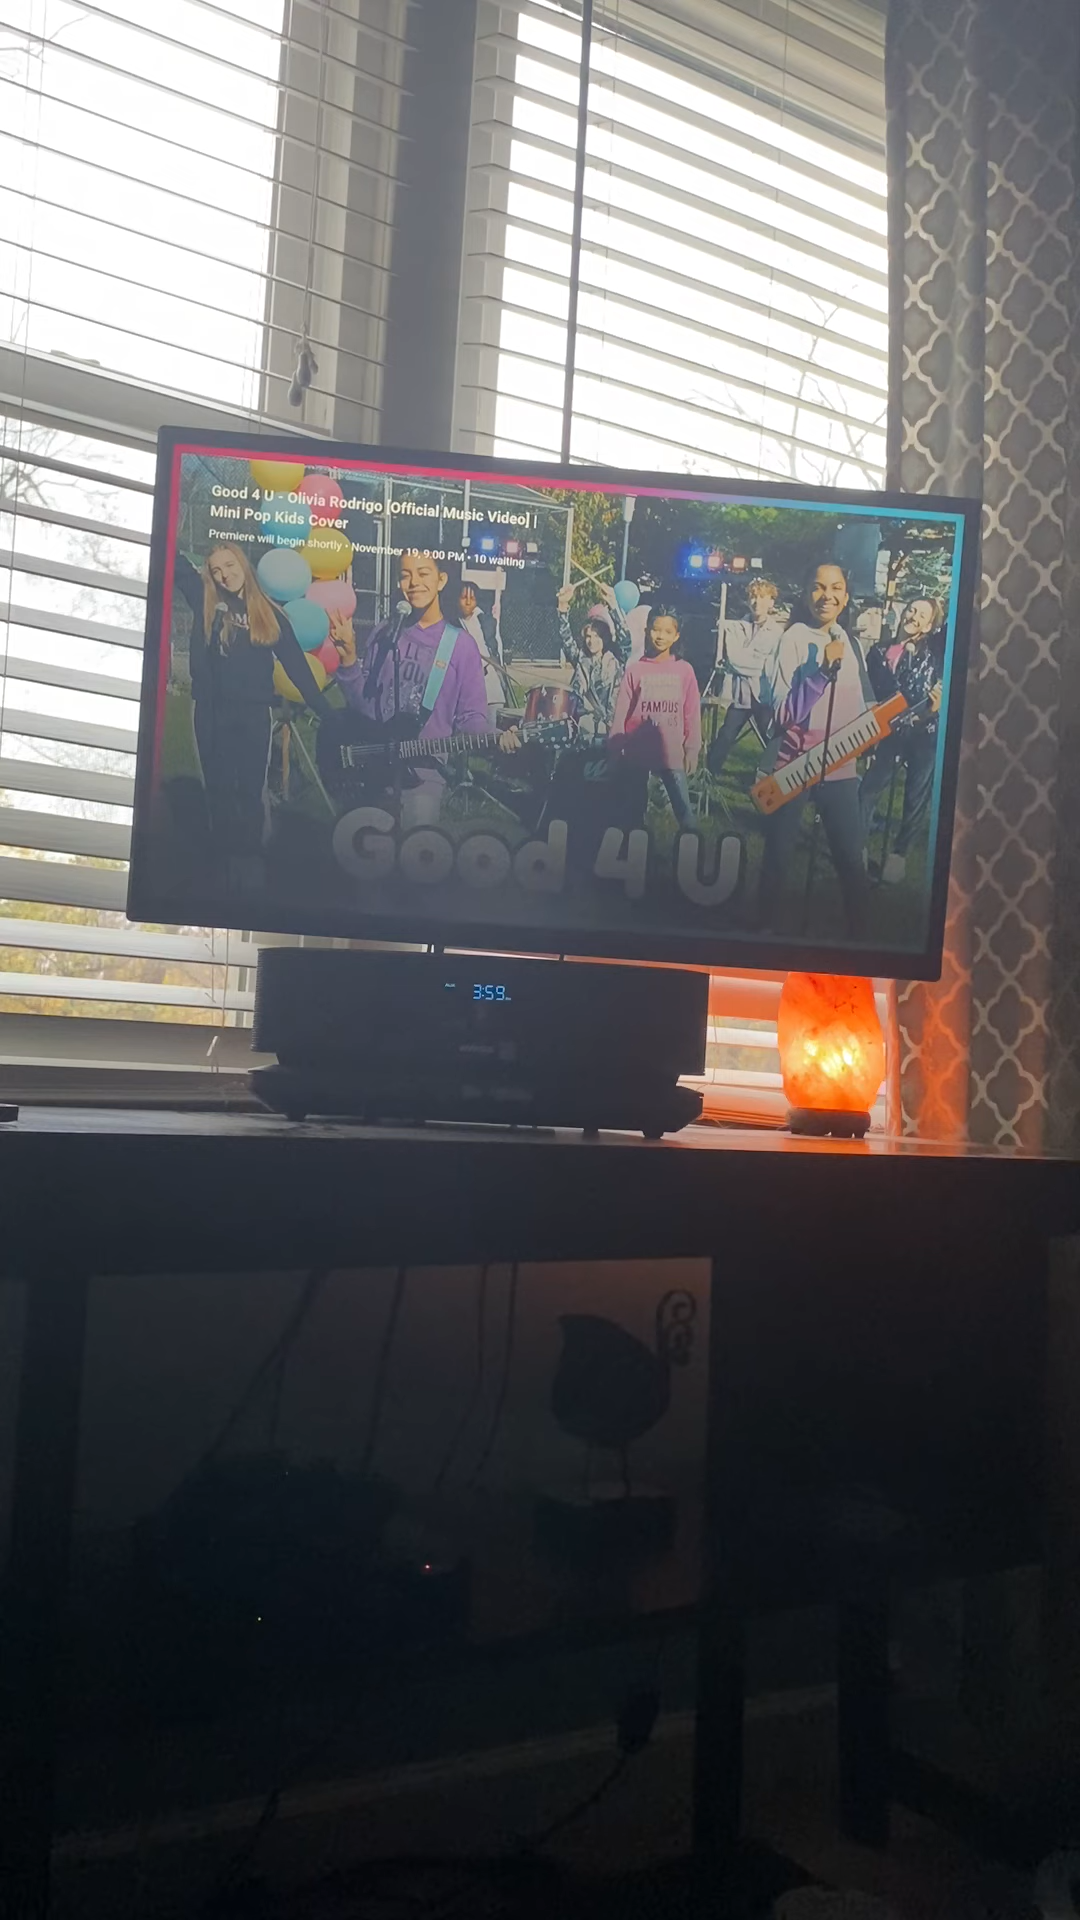 Good 4 U - Olivia Rodrigo [Official Music Video] |
Mini Pop Kids Cover
Premiere will begin shortly • November 19, 9:00 PM • 10 waiting
FAMOUS
Good 4 U
3:59